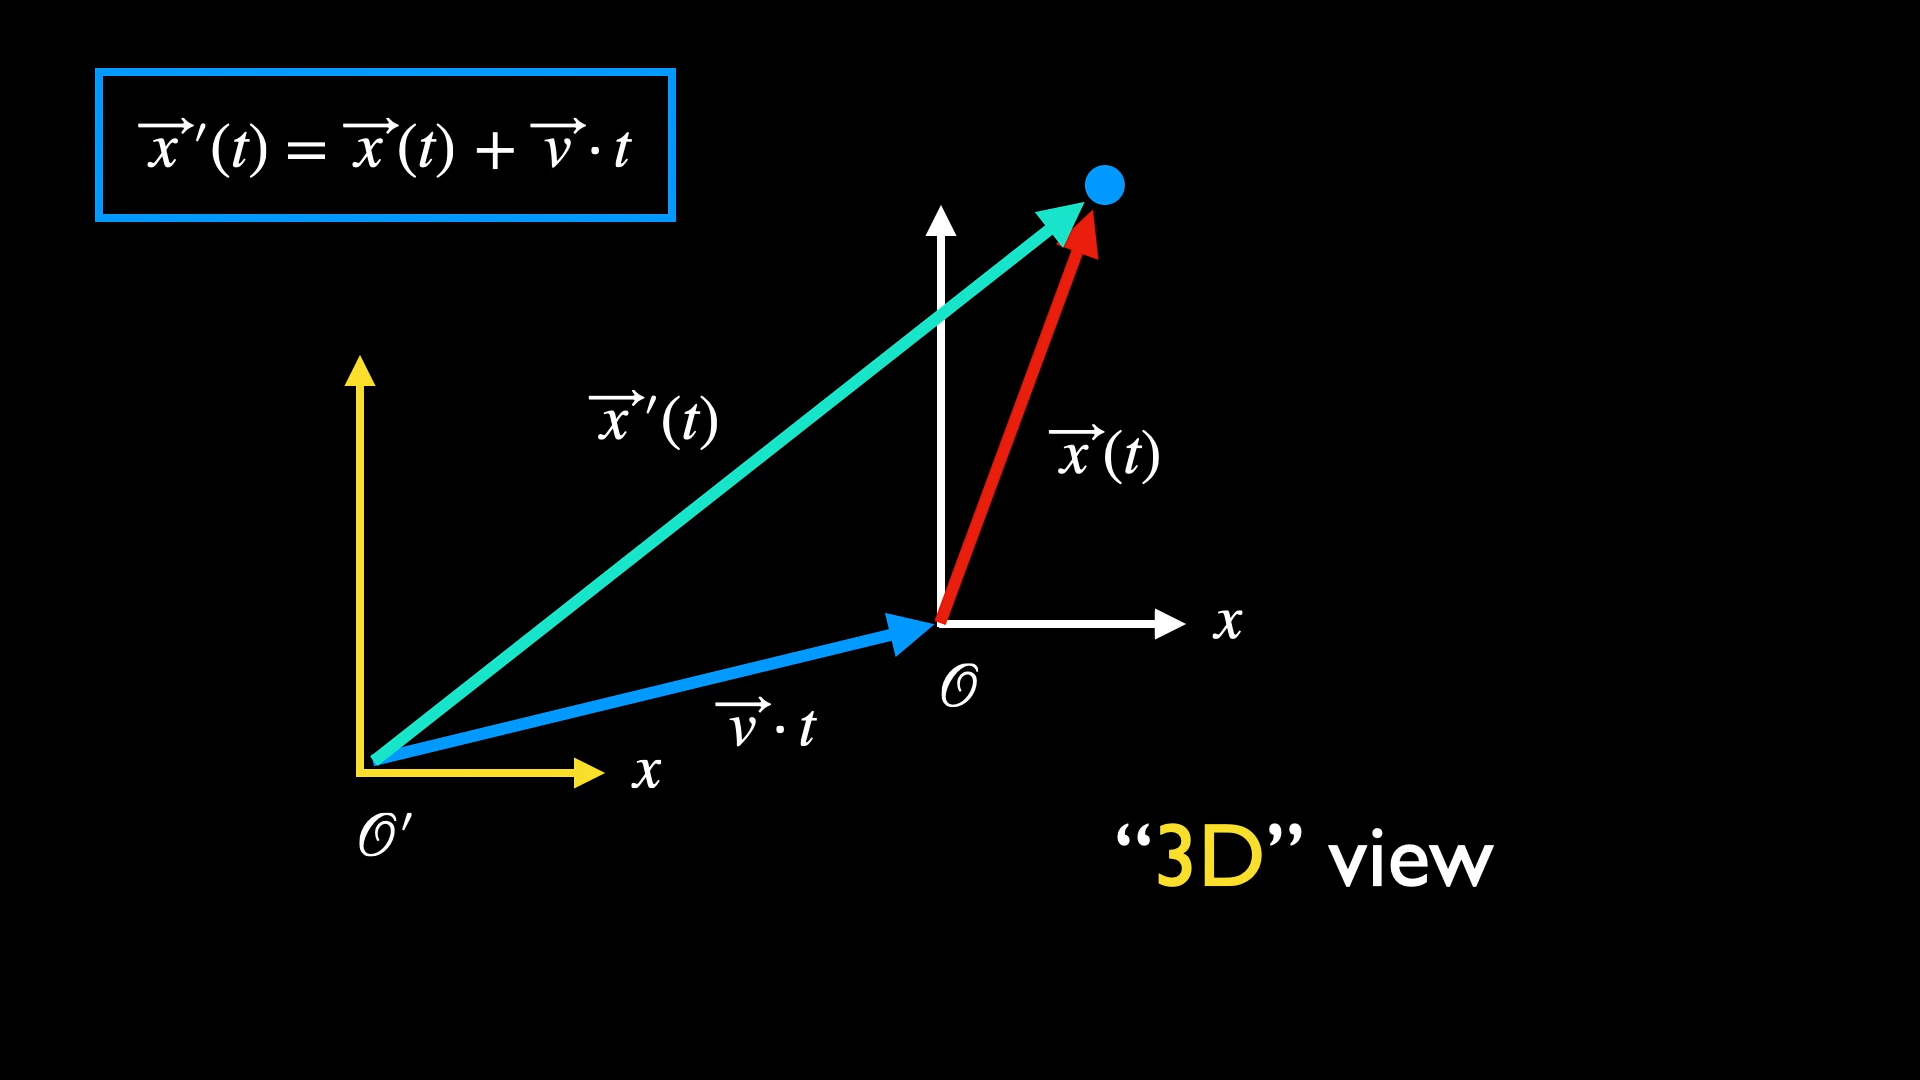 x⃗ ′(t) = x⃗ (t) + v⃗ · t
x⃗ ′(t)
x⃗ (t)
x
𝒪
v⃗ · t
x
𝒪′
“3D” view